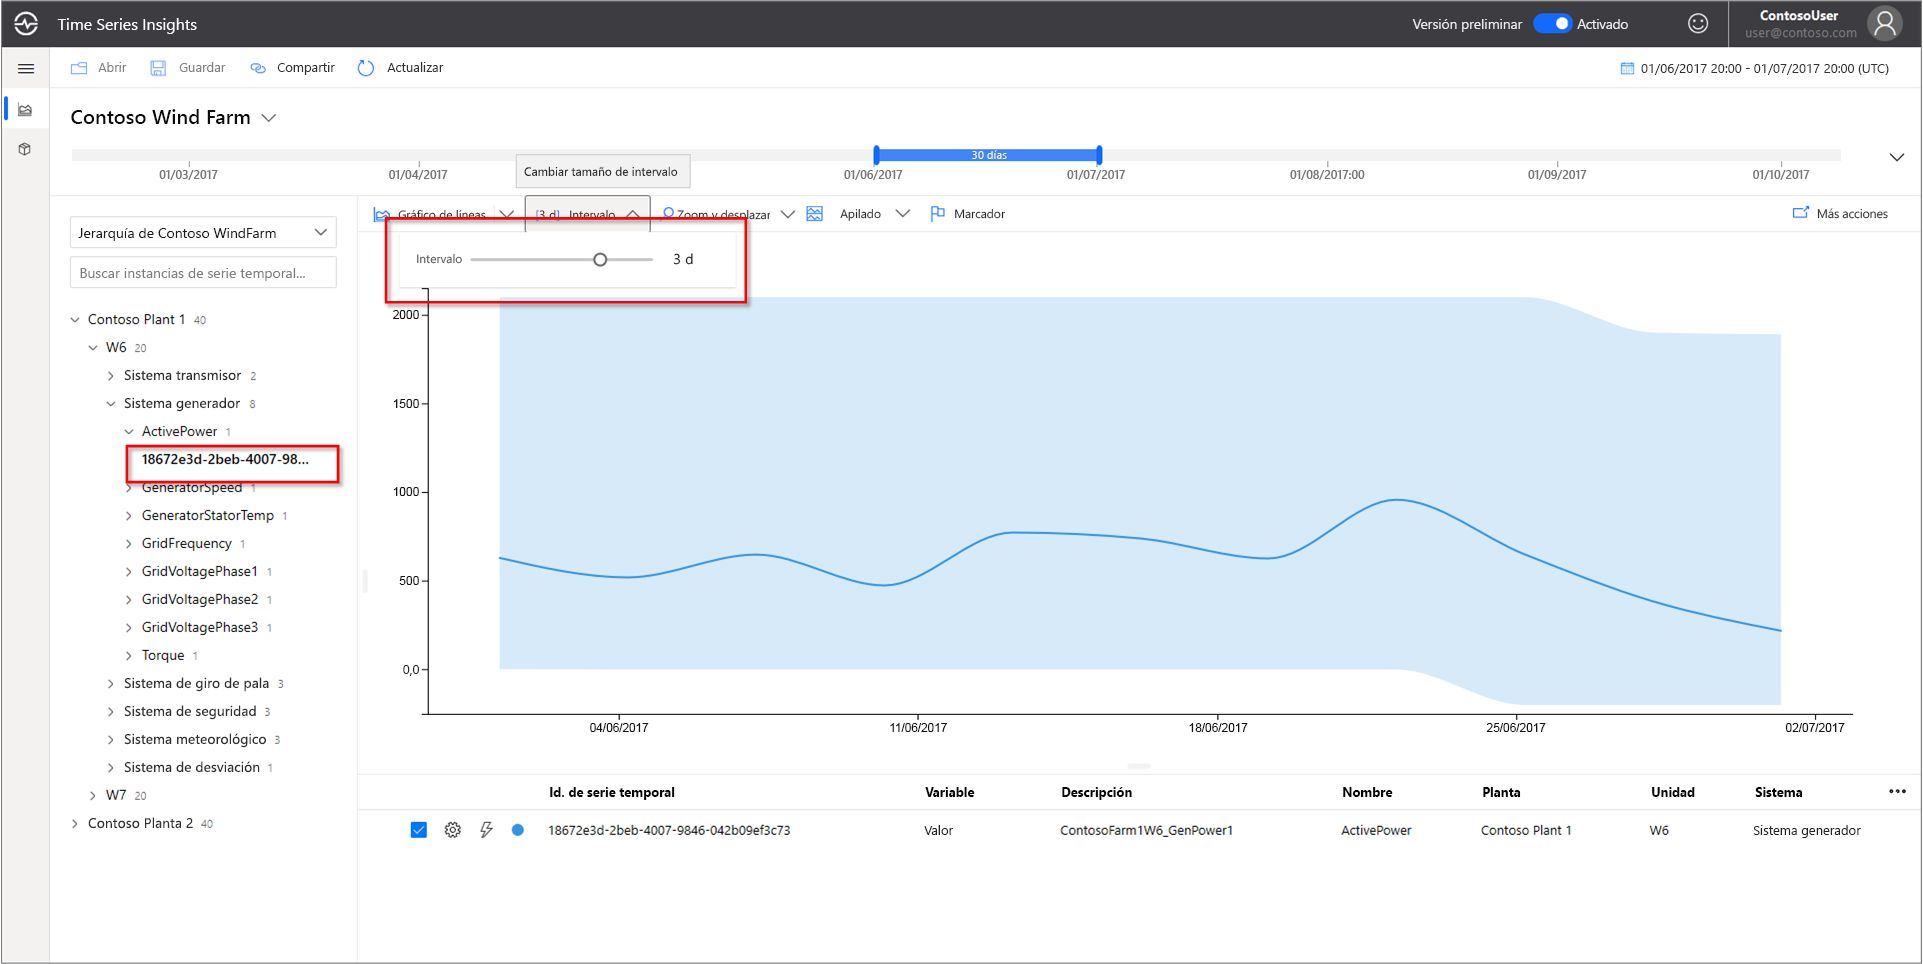 Time Series Insights
Versión preliminar Activado
ContosoUser
user@contoso.com
Abrir Guardar Compartir Actualizar
01/06/2017 20:00 - 01/07/2017 20:00 (UTC)
Contoso Wind Farm
30 días
Cambiar tamaño de intervalo
01/03/2017 01/04/2017 01/06/2017 01/07/2017 01/08/2017:00 01/09/2017 01/10/2017
Gráfico de líneas [3 d] Intervalo Zoom y desplazar Apilado Marcador Más acciones
Intervalo 3 d
Jerarquía de Contoso WindFarm
Buscar instancias de serie temporal...
Contoso Plant 1 40
W6 20
Sistema transmisor 2
Sistema generador 8
ActivePower 1
18672e3d-2beb-4007-98...
GeneratorSpeed 1
GeneratorStatorTemp 1
GridFrequency 1
GridVoltagePhase1 1
GridVoltagePhase2 1
GridVoltagePhase3 1
Torque 1
Sistema de giro de pala 3
Sistema de seguridad 3
Sistema meteorológico 3
Sistema de desviación 1
W7 20
Contoso Planta 2 40
2000
1500
1000
500
0,0
04/06/2017 11/06/2017 18/06/2017 25/06/2017 02/07/2017
Id. de serie temporal Variable Descripción Nombre Planta Unidad Sistema
18672e3d-2beb-4007-9846-042b09ef3c73 Valor ContosoFarm1W6_GenPower1 ActivePower Contoso Plant 1 W6 Sistema generador